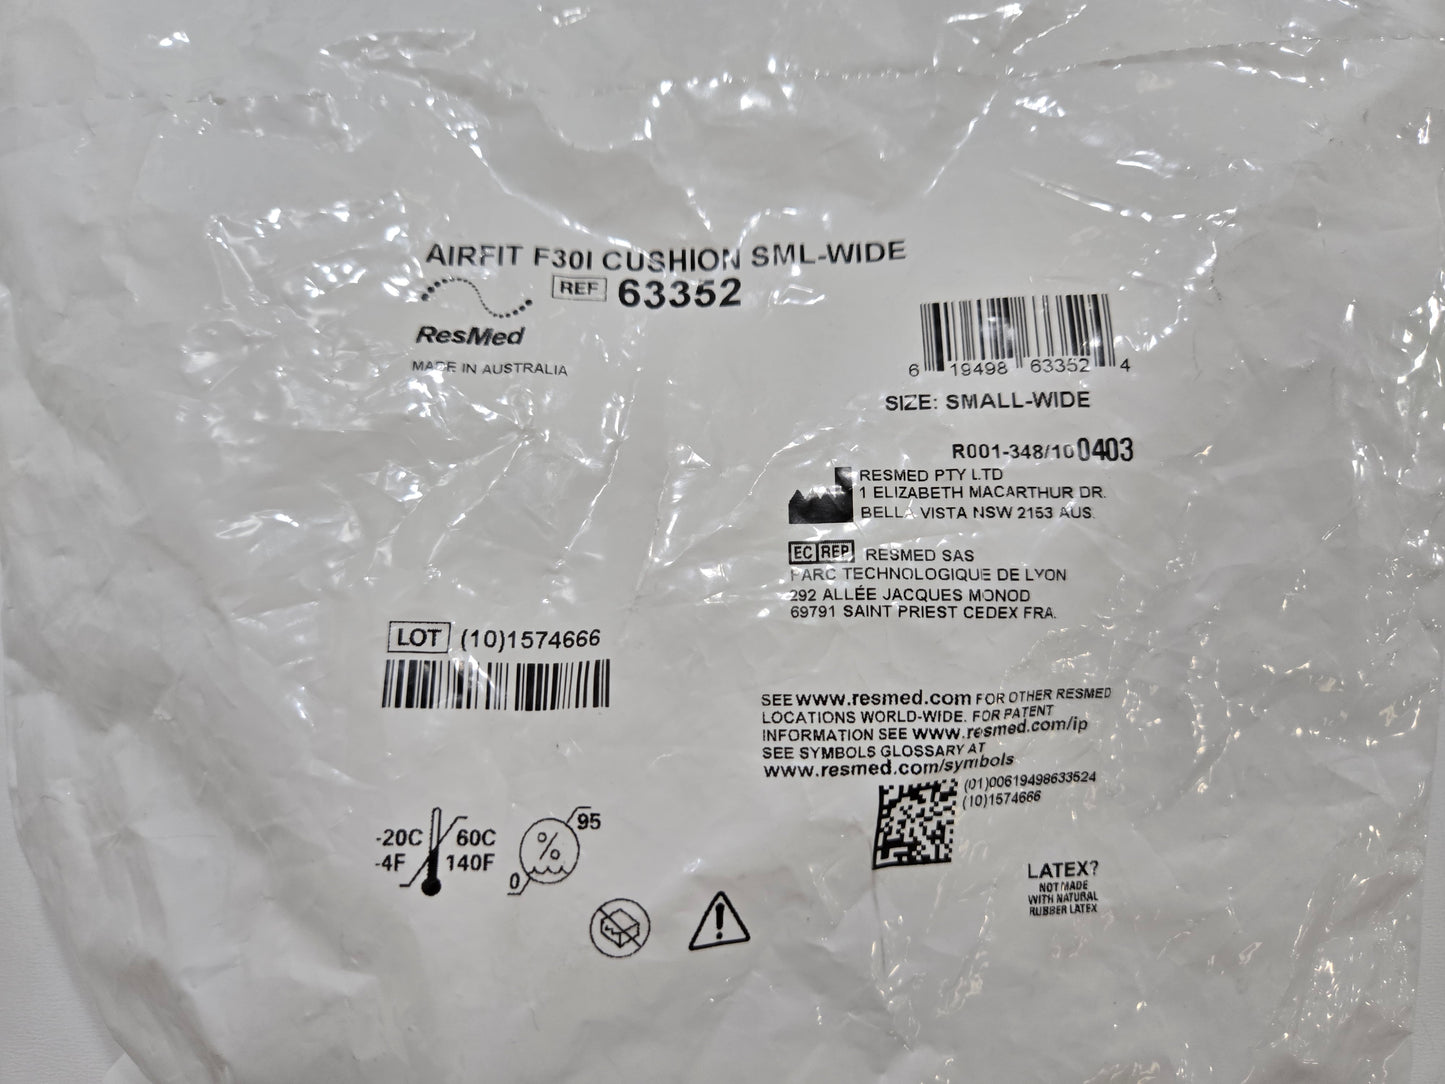 AIRFIT F30I CUSHION SML-WIDE
REF 63352
ResMed
MADE IN AUSTRALIA
6 19498 63352 4
SIZE: SMALL-WIDE
R001-348/1 0 0403
RESMED PTY LTD
1 ELIZABETH MACARTHUR DR.
BELLA VISTA NSW 2153 AUS.
EC REP RESMED SAS
PARC TECHNOLOGIQUE DE LYON
292 ALLÉE JACQUES MONOD
69791 SAINT PRIEST CEDEX FRA.
LOT (10)1574666
SEE www.resmed.com FOR OTHER RESMED
LOCATIONS WORLD-WIDE. FOR PATENT
INFORMATION SEE www.resmed.com/ip
SEE SYMBOLS GLOSSARY AT
www.resmed.com/symbols
(01)00619498633524
(10)1574666
-20C 60C
-4F 140F
% 95
0
LATEX?
NOT MADE
WITH NATURAL
RUBBER LATEX